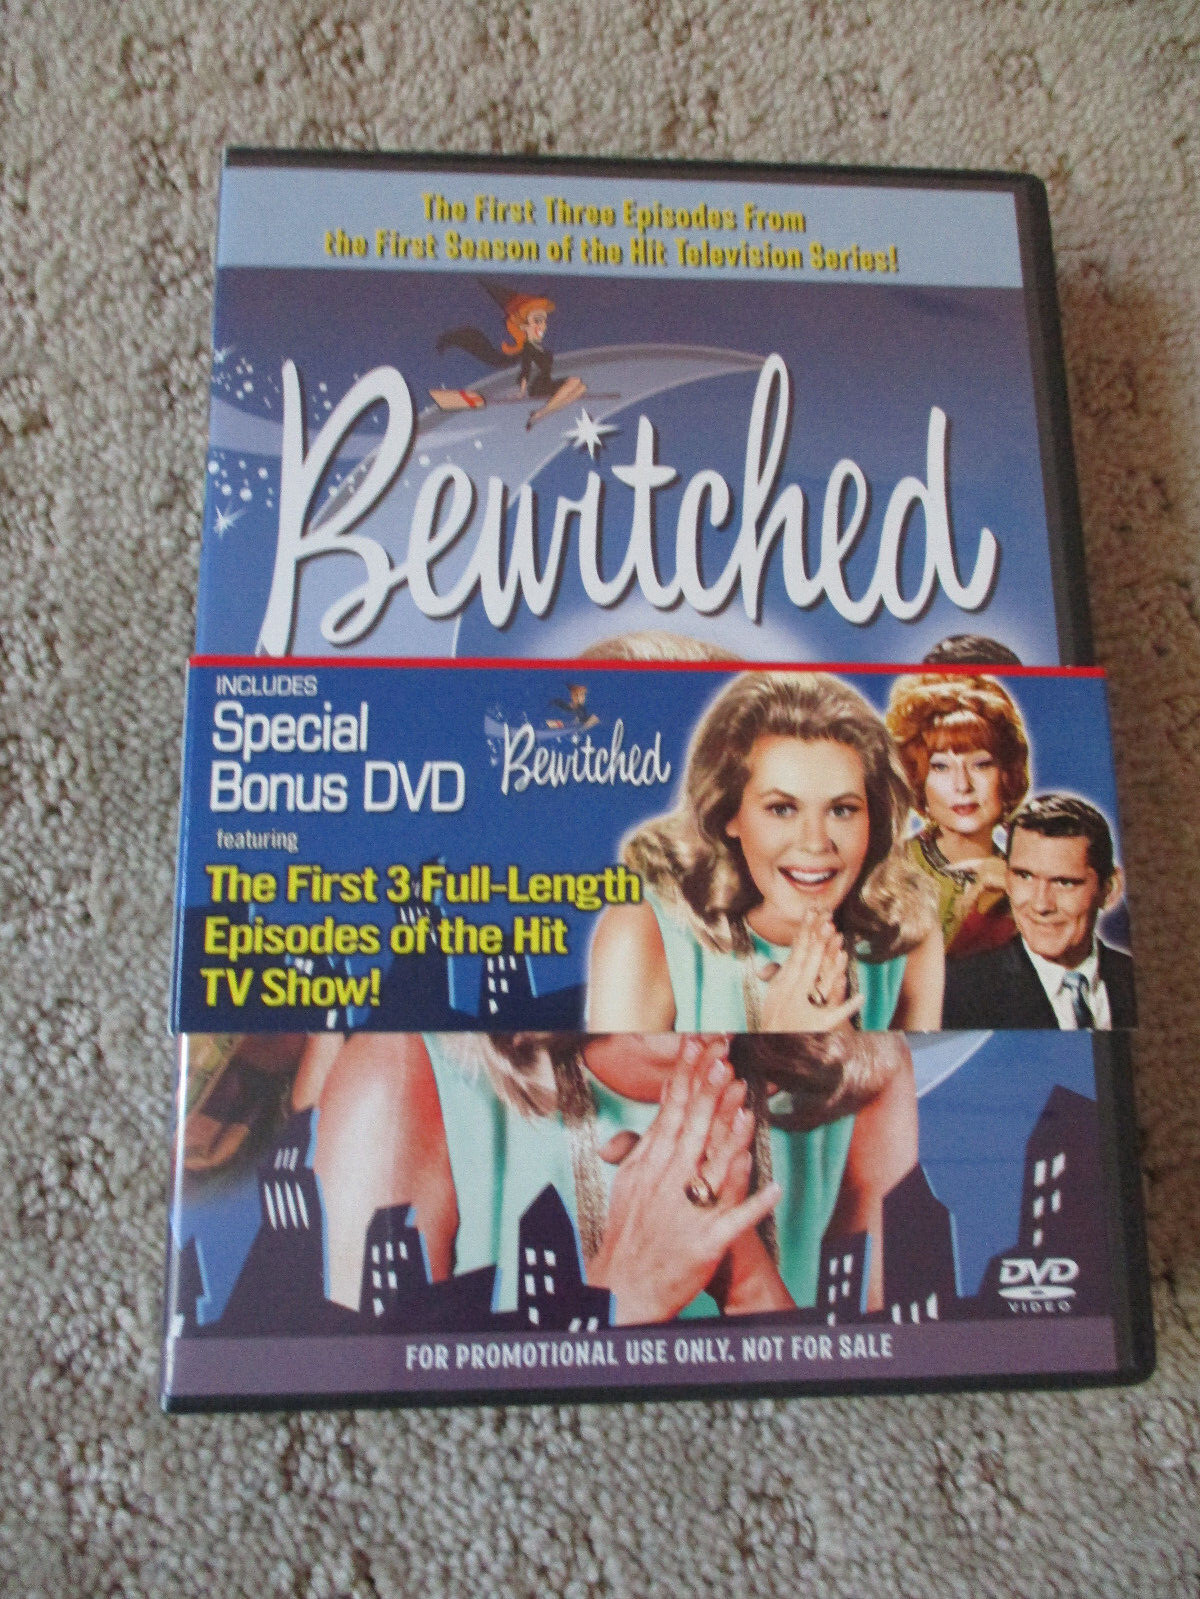 The First Three Episodes From
the First Season of the Hit Television Series!
Bewitched
INCLUDES
Special
Bonus DVD
featuring
The First 3 Full-Length
Episodes of the Hit
TV Show!
Bewitched
DVD
VIDEO
FOR PROMOTIONAL USE ONLY. NOT FOR SALE